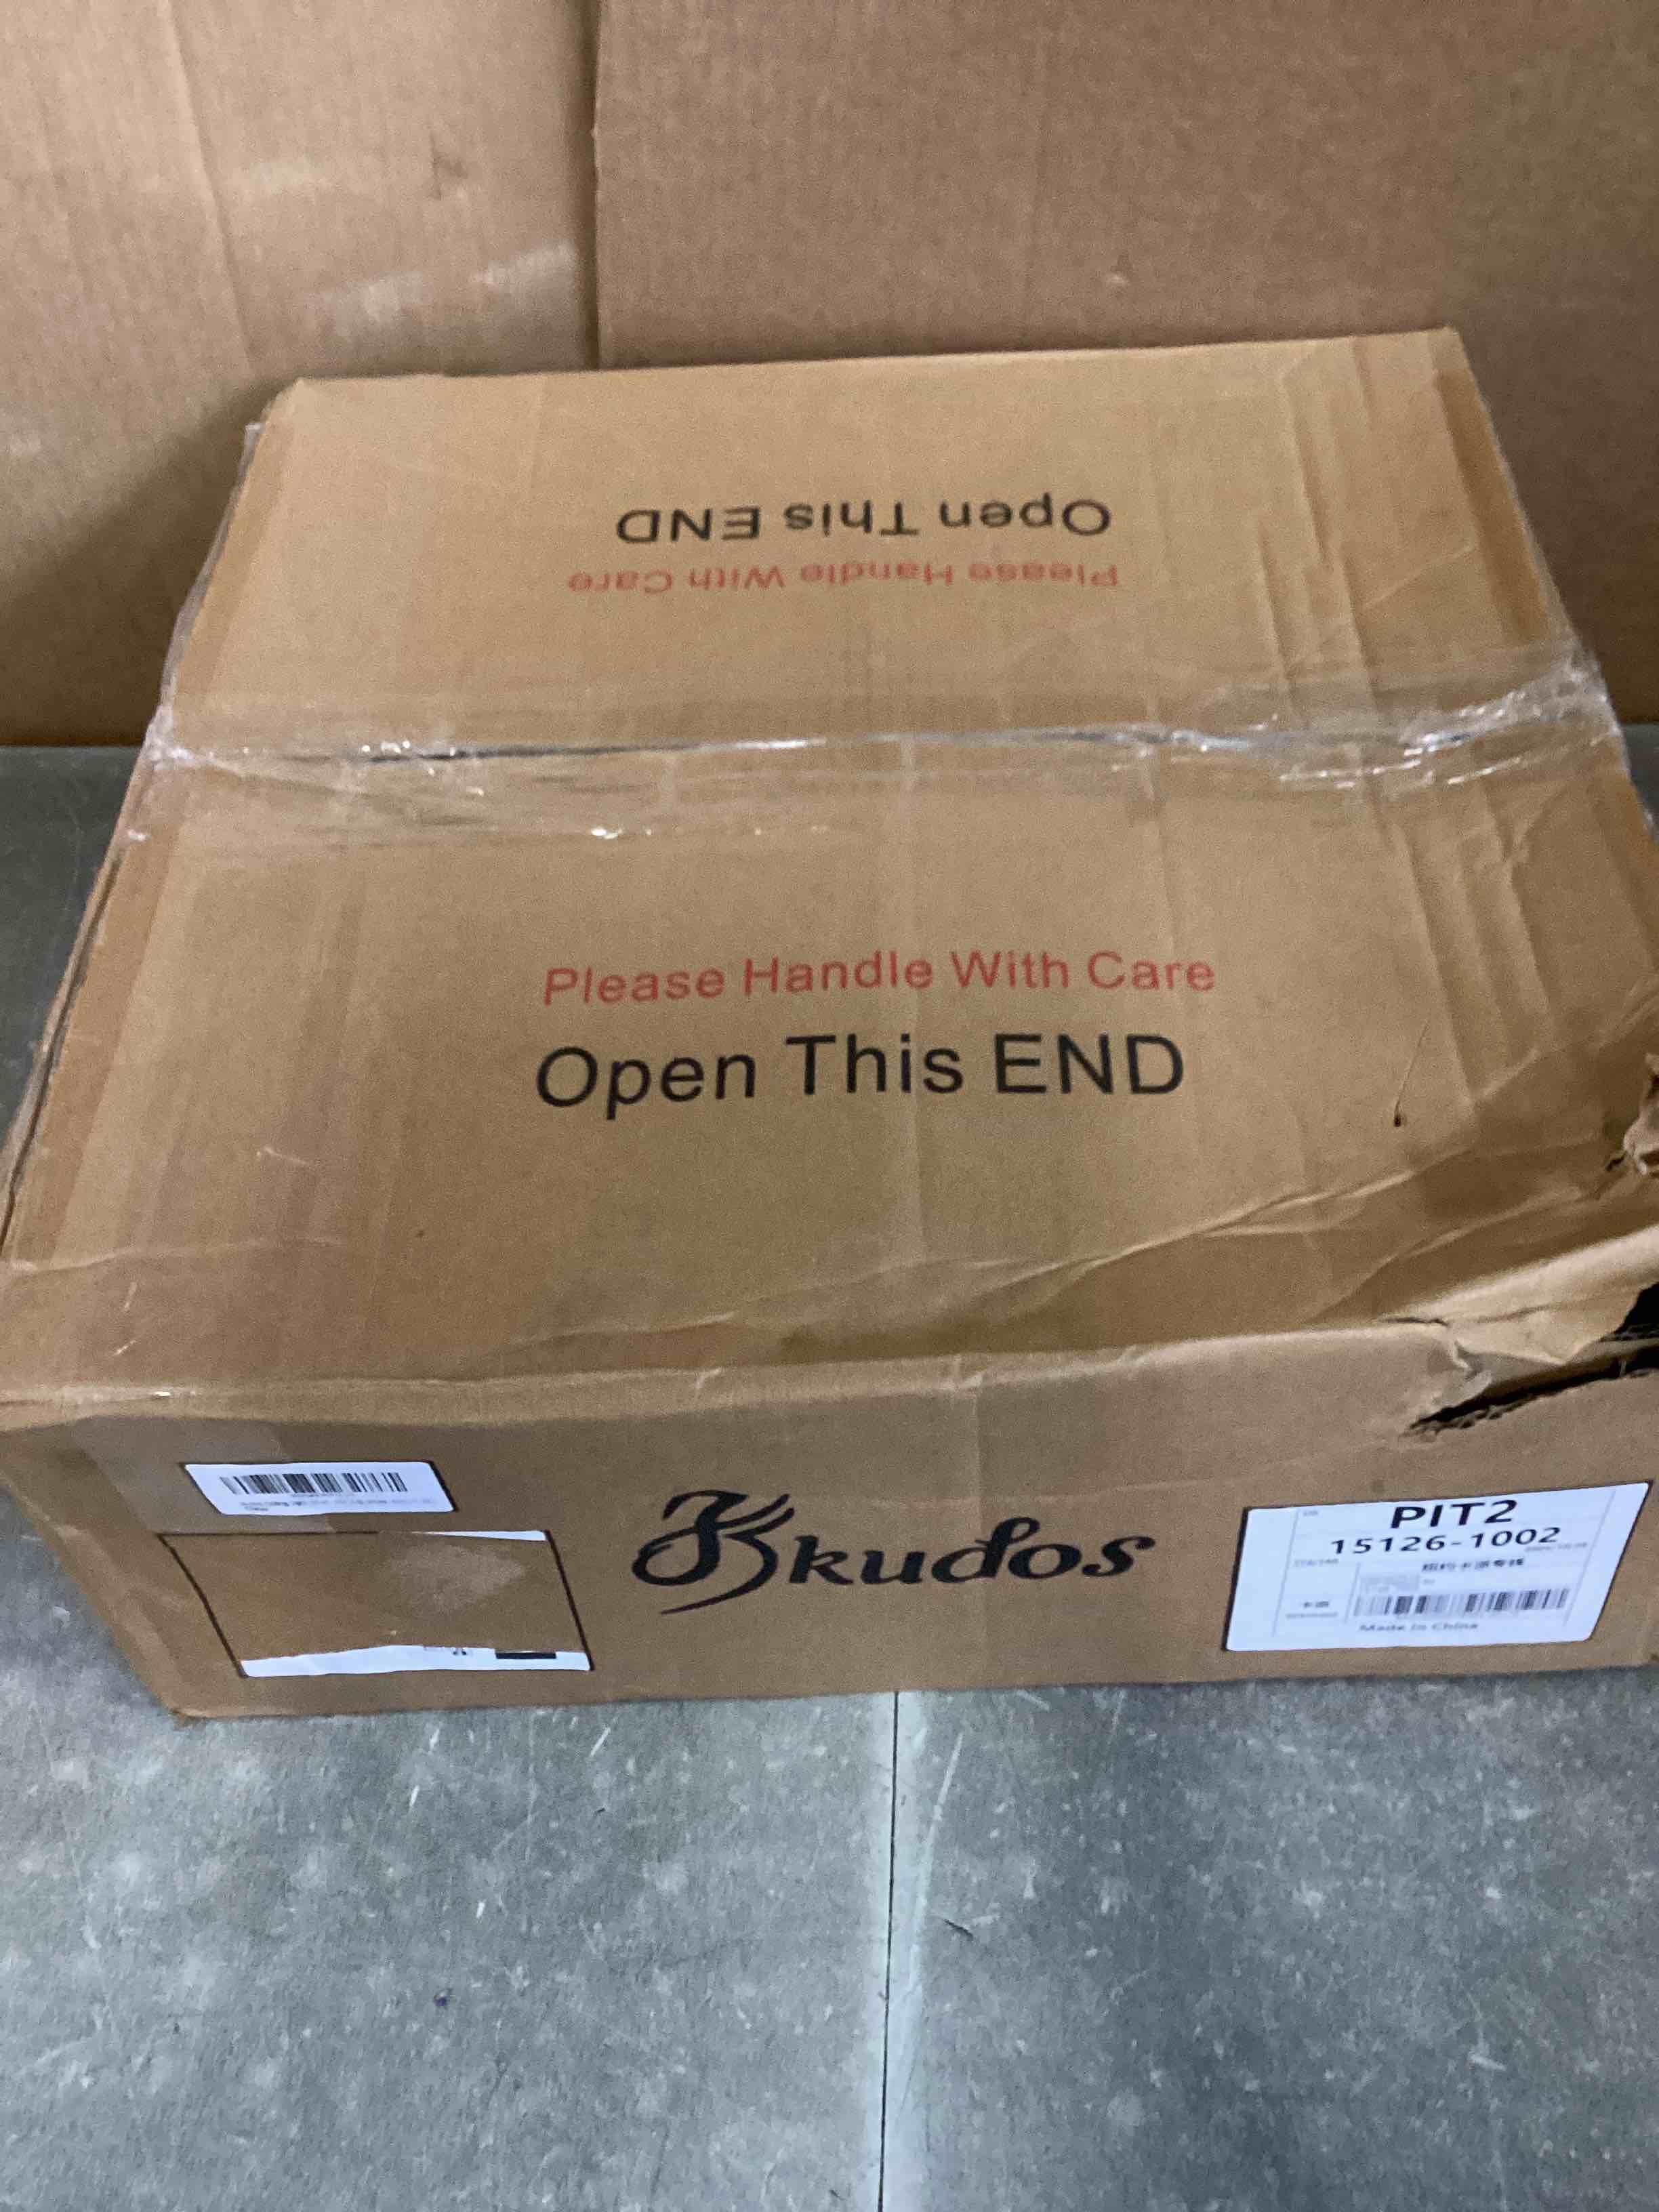 Open This END
Please Handle With Care
Please Handle With Care
Open This END
kudos
PIT2
15126-1002
Made In China